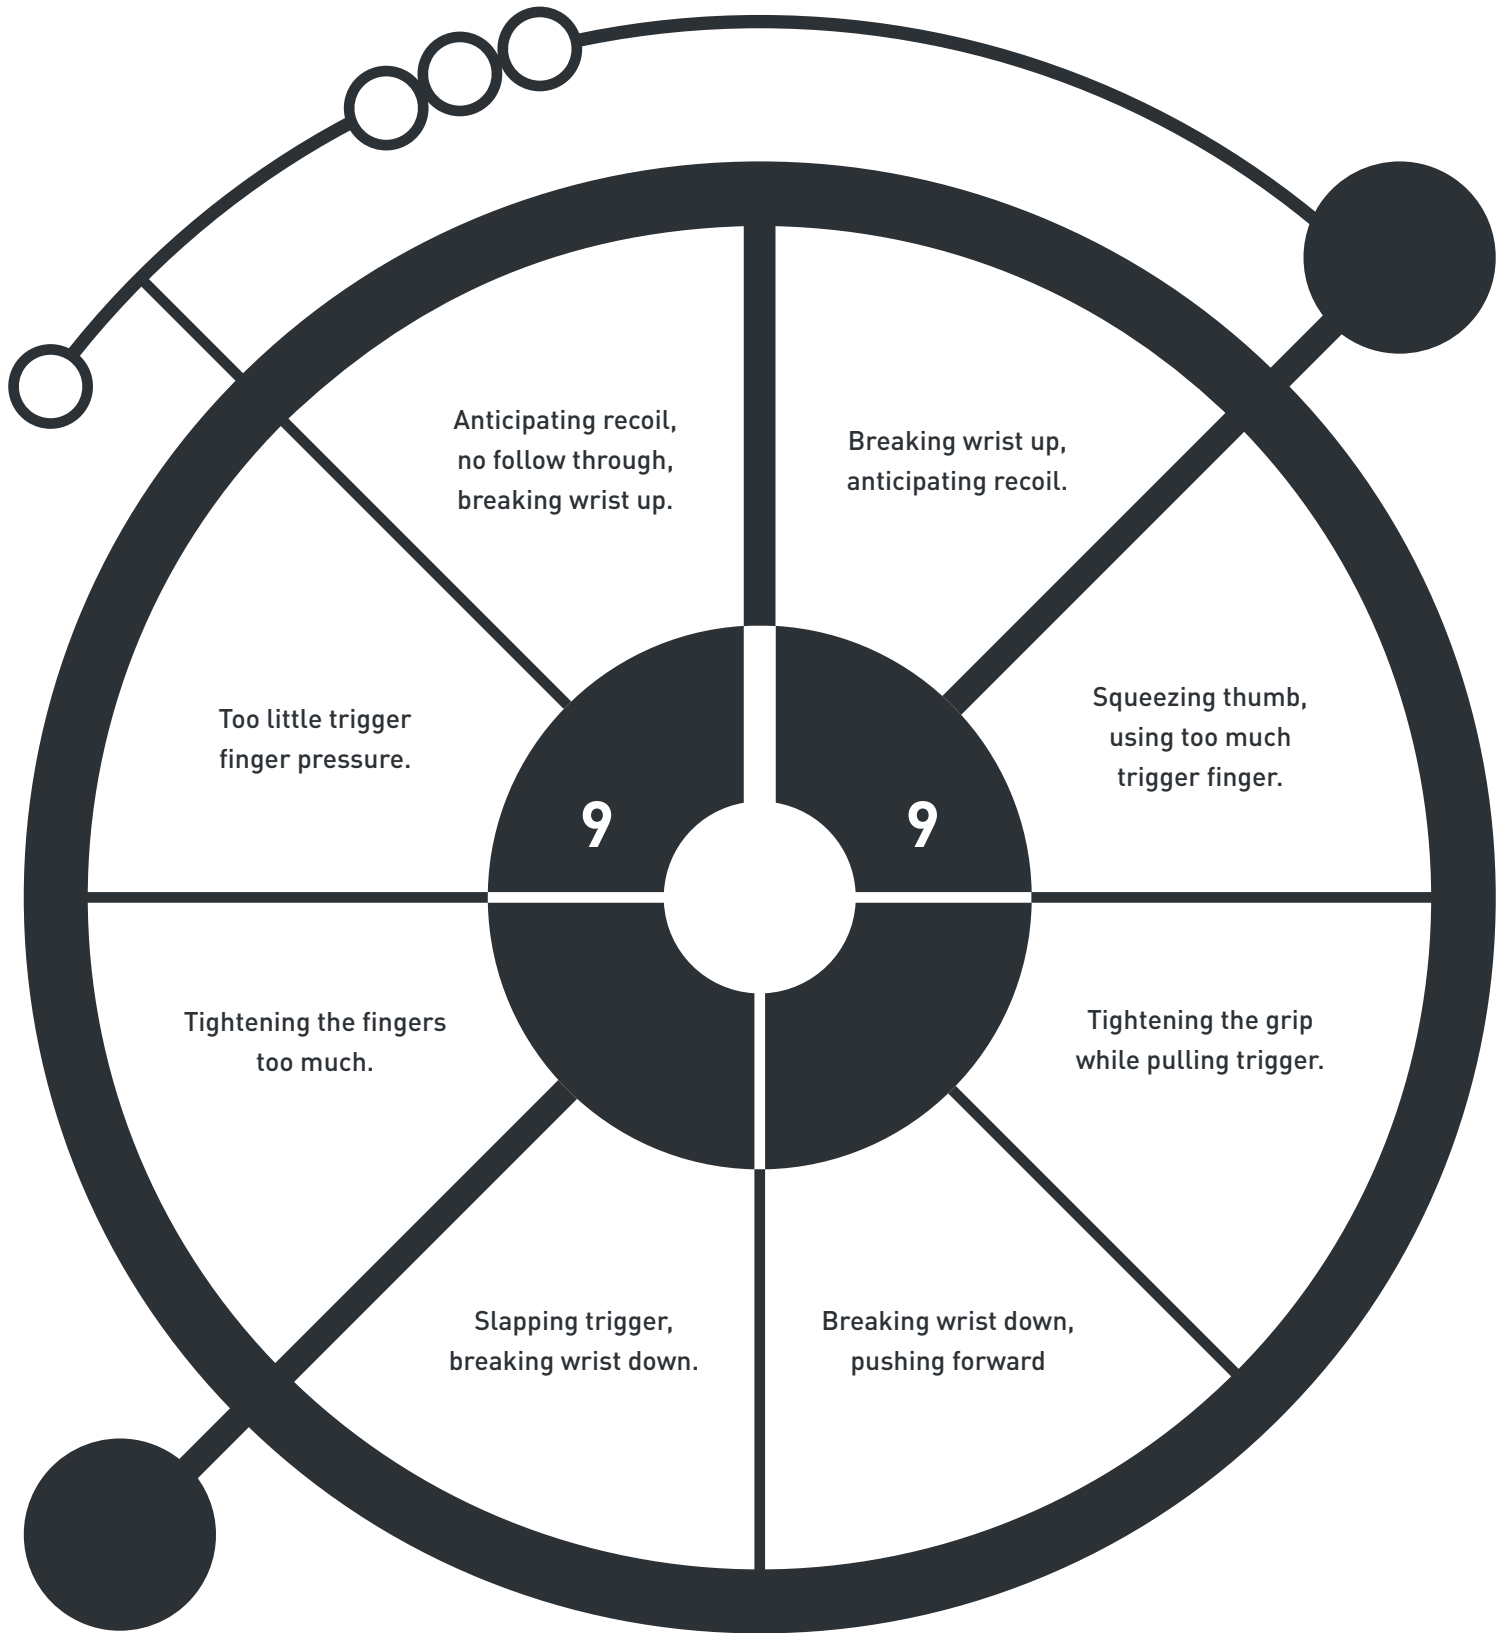 Anticipating recoil,
no follow through,
breaking wrist up.
Breaking wrist up,
anticipating recoil.
Too little trigger
finger pressure.
Squeezing thumb,
using too much
trigger finger.
9
9
Tightening the fingers
too much.
Tightening the grip
while pulling trigger.
Slapping trigger,
breaking wrist down.
Breaking wrist down,
pushing forward